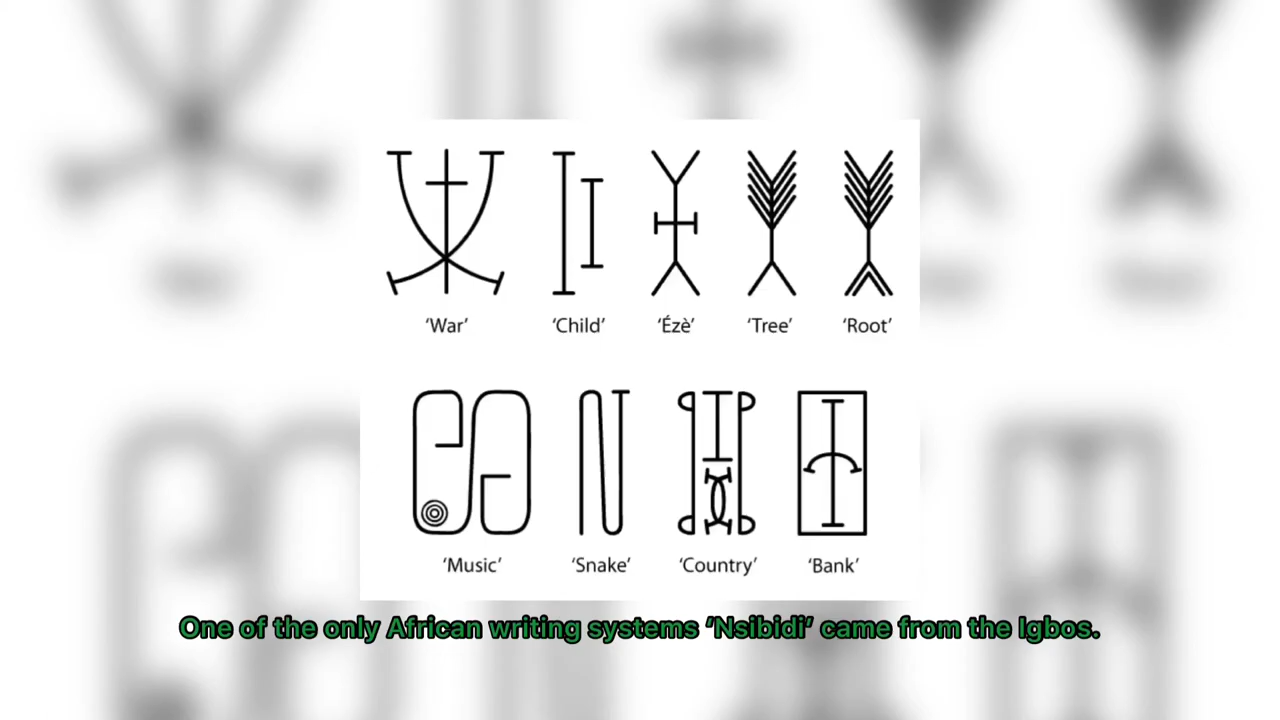 ‘War’ ‘Child’ ‘Ézè’ ‘Tree’ ‘Root’
‘Music’ ‘Snake’ ‘Country’ ‘Bank’
One of the only African writing systems ‘Nsibidi’ came from the Igbos.